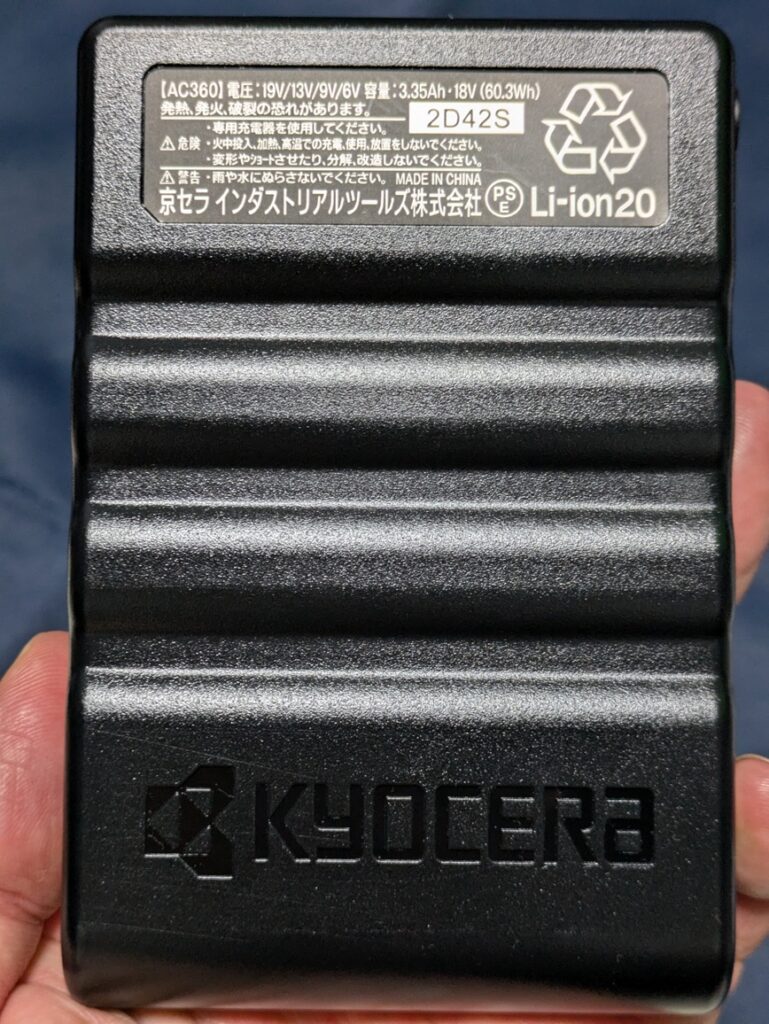 【AC360】電圧:19V/13V/9V/6V 容量:3.35Ah・18V (60.3Wh)
発熱、発火、破裂の恐れがあります。
2D42S
⚠危険 ・専用充電器を使用してください。
・火中投入、加熱、高温での充電、使用、放置をしないでください。
・変形やショートさせたり、分解、改造しないでください。
⚠警告 ・雨や水にぬらさないでください。 MADE IN CHINA
京セラ インダストリアルツールズ株式会社 PSE Li-ion20
KYOCERA